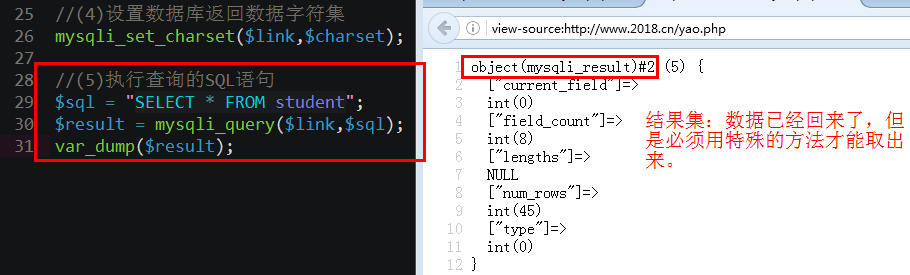 25 //(4)设置数据库返回数据字符集
26 mysqli_set_charset($link,$charset);
27
28 //(5)执行查询的SQL语句
29 $sql = "SELECT * FROM student";
30 $result = mysqli_query($link,$sql);
31 var_dump($result);
view-source:http://www.2018.cn/yao.php
1 object(mysqli_result)#2 (5) {
2 ["current_field"]=>
3 int(0)
4 ["field_count"]=>
5 int(8)
6 ["lengths"]=>
7 NULL
8 ["num_rows"]=>
9 int(45)
10 ["type"]=>
11 int(0)
12 }
结果集：数据已经回来了，但
是必须用特殊的方法才能取出
来。